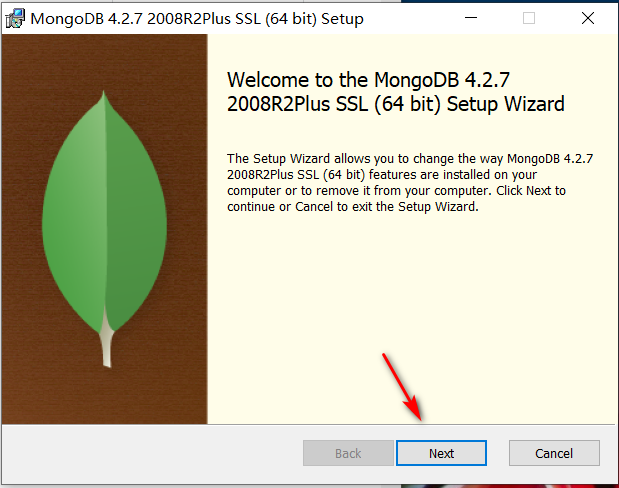 MongoDB 4.2.7 2008R2Plus SSL (64 bit) Setup
Welcome to the MongoDB 4.2.7
2008R2Plus SSL (64 bit) Setup Wizard
The Setup Wizard allows you to change the way MongoDB 4.2.7
2008R2Plus SSL (64 bit) features are installed on your
computer or to remove it from your computer. Click Next to
continue or Cancel to exit the Setup Wizard.
Back
Next
Cancel